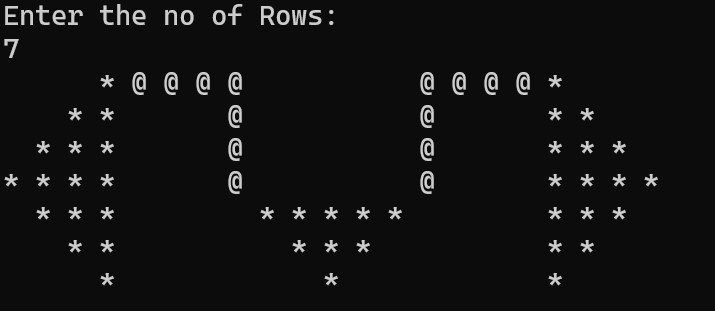 Enter the no of Rows:
7
      * @ @ @ @           @ @ @ @ *
    * *       @           @       * *
  * * *       @           @       * * *
* * * *       @           @       * * * *
  * * *         * * * * *         * * *
    * *           * * *           * *
      *             *             *